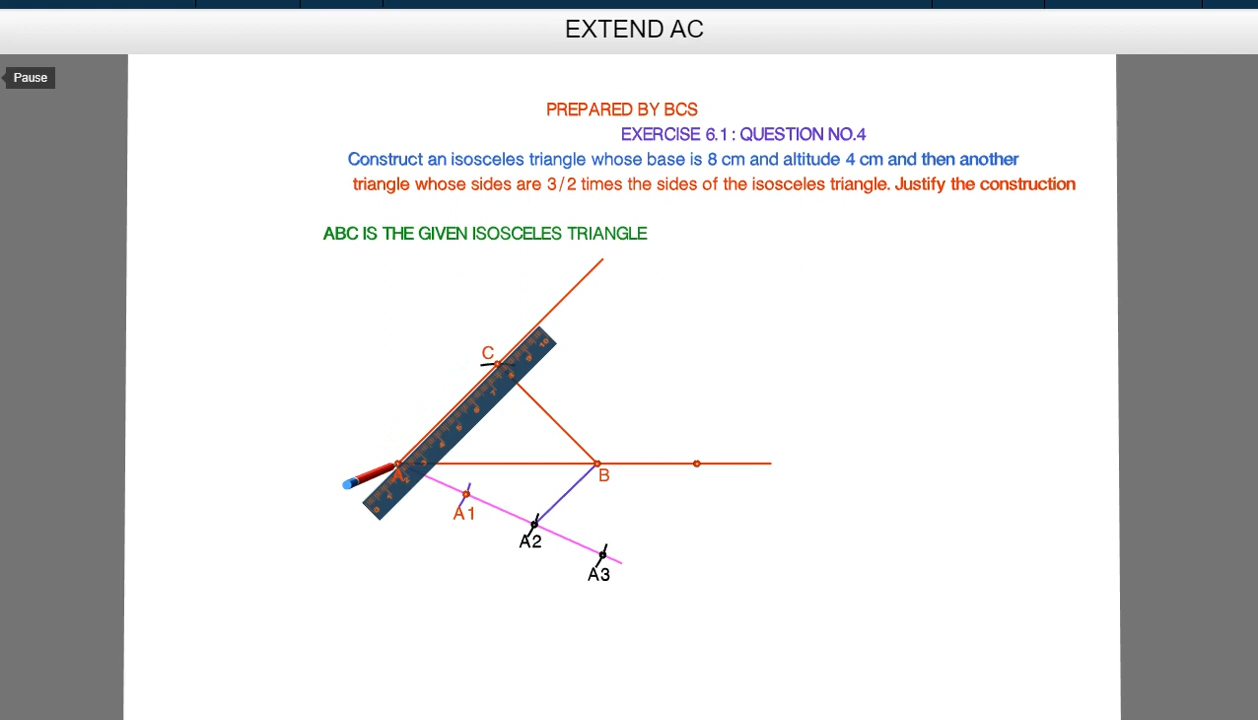 EXTEND AC
Pause
PREPARED BY BCS
EXERCISE 6.1 : QUESTION NO.4
Construct an isosceles triangle whose base is 8 cm and altitude 4 cm and then another
triangle whose sides are 3/2 times the sides of the isosceles triangle. Justify the construction
ABC IS THE GIVEN ISOSCELES TRIANGLE
C
A
B
A1
A2
A3